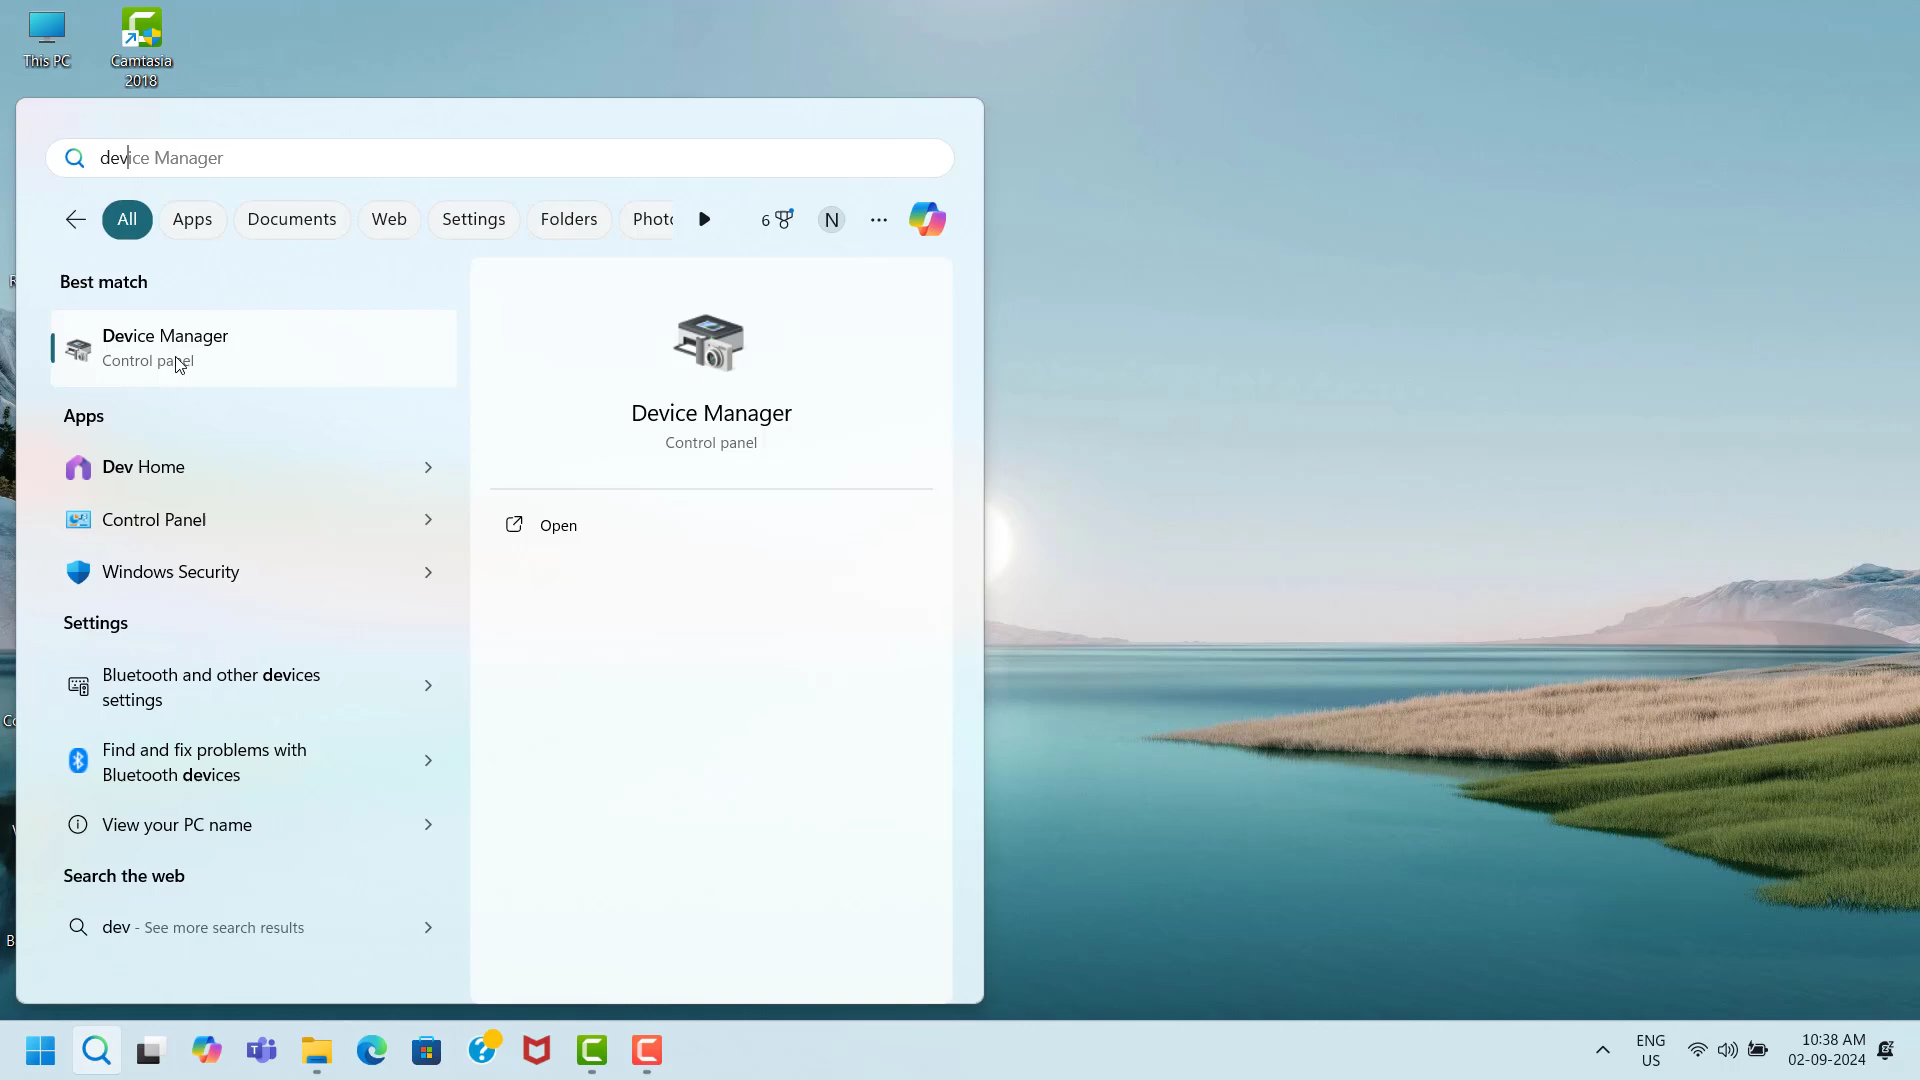 This PC
Camtasia
2018
device Manager
All
Apps
Documents
Web
Settings
Folders
6
N
Best match
Device Manager
Control panel
Apps
Dev Home
Control Panel
Windows Security
Settings
Bluetooth and other devices
settings
Find and fix problems with
Bluetooth devices
View your PC name
Search the web
dev - See more search results
Device Manager
Control panel
Open
ENG
US
10:38 AM
02-09-2024